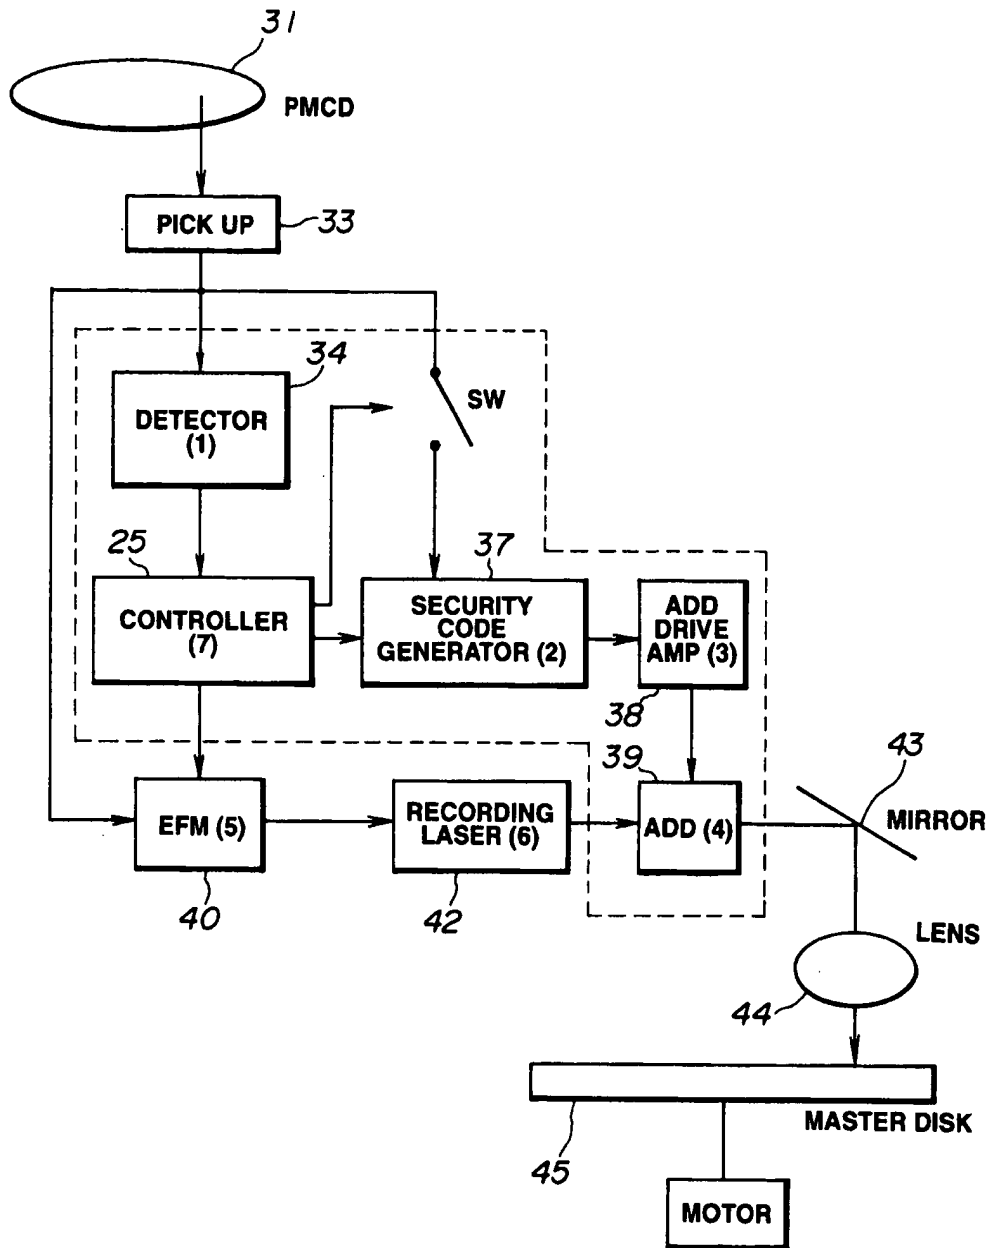 31
PMCD
PICK UP
33
34
DETECTOR
(1)
SW
25
37
CONTROLLER
(7)
SECURITY
CODE
GENERATOR (2)
ADD
DRIVE
AMP (3)
38
39
43
EFM (5)
RECORDING
LASER (6)
ADD (4)
MIRROR
40
42
LENS
44
MASTER DISK
45
MOTOR